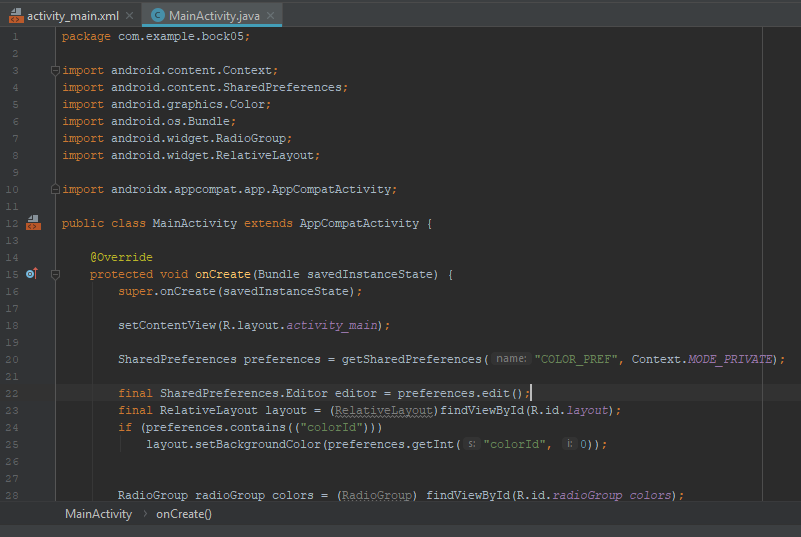 activity_main.xml × MainActivity.java ×
1 package com.example.bock05;
2
3 import android.content.Context;
4 import android.content.SharedPreferences;
5 import android.graphics.Color;
6 import android.os.Bundle;
7 import android.widget.RadioGroup;
8 import android.widget.RelativeLayout;
9
10 import androidx.appcompat.app.AppCompatActivity;
11
12 public class MainActivity extends AppCompatActivity {
13
14 @Override
15 protected void onCreate(Bundle savedInstanceState) {
16 super.onCreate(savedInstanceState);
17
18 setContentView(R.layout.activity_main);
19
20 SharedPreferences preferences = getSharedPreferences( name: "COLOR_PREF", Context.MODE_PRIVATE);
21
22 final SharedPreferences.Editor editor = preferences.edit();
23 final RelativeLayout layout = (RelativeLayout)findViewById(R.id.layout);
24 if (preferences.contains(("colorId")))
25 layout.setBackgroundColor(preferences.getInt( s: "colorId", i: 0));
26
27
28 RadioGroup radioGroup colors = (RadioGroup) findViewById(R.id.radioGroup colors);
MainActivity > onCreate()